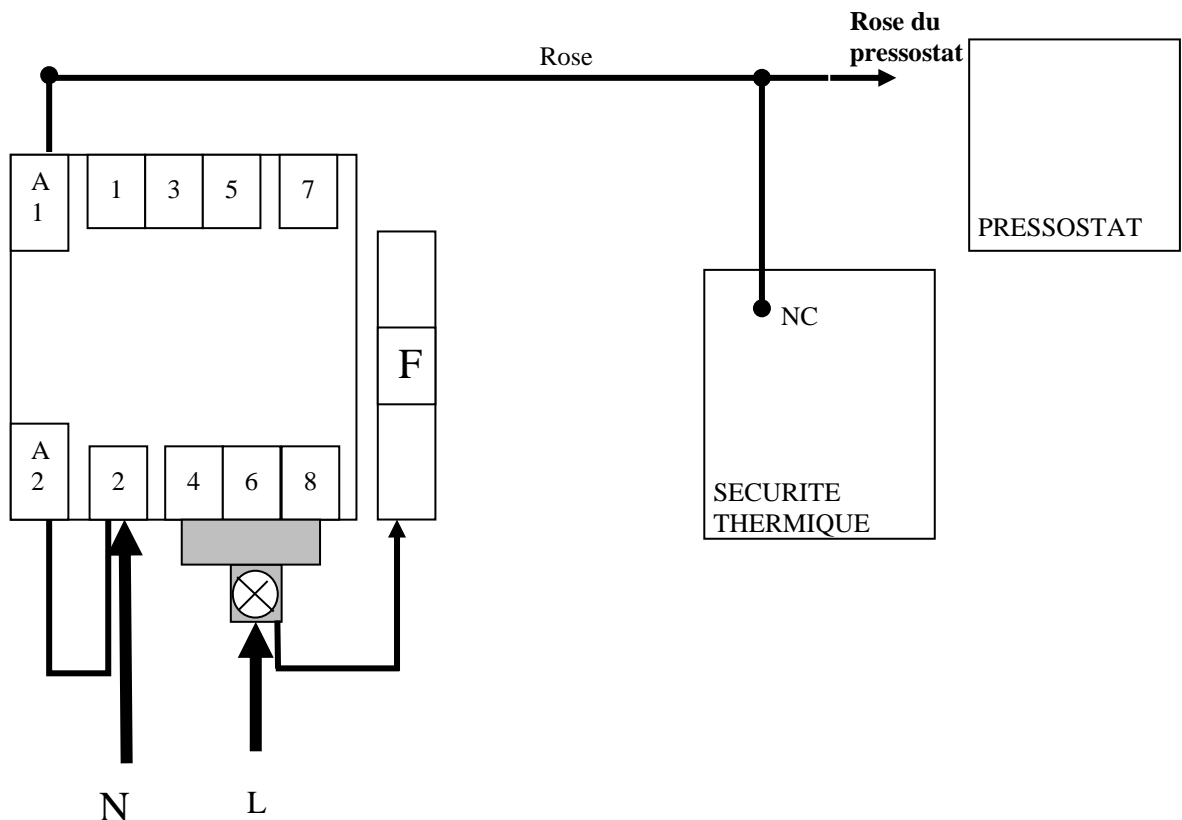 Rose du
pressostat
Rose
A
1
1 3 5 7
PRESSOSTAT
NC
F
A
2
2 4 6 8
SECURITE
THERMIQUE
N
L